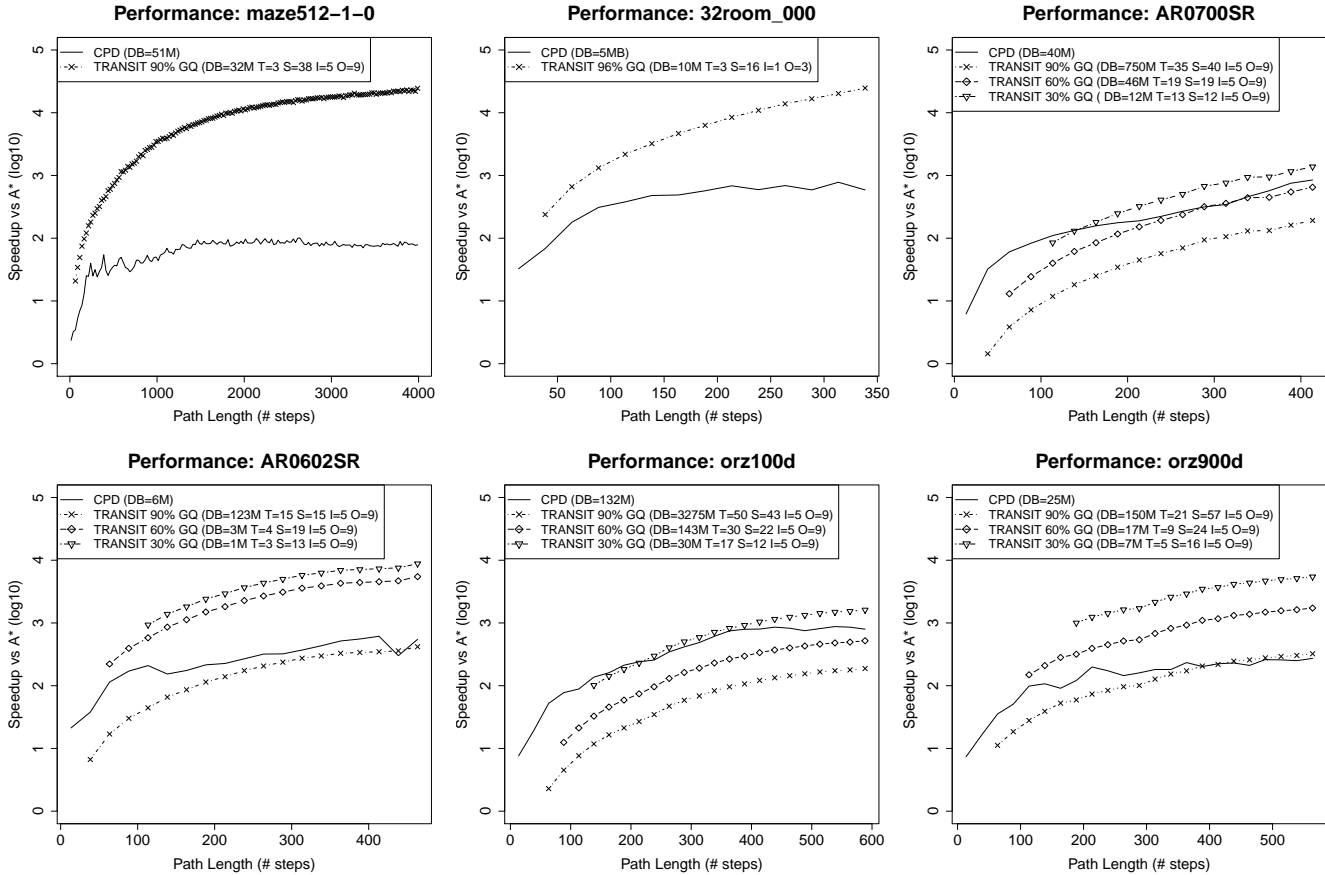 Performance: maze512−1−0
CPD (DB=51M)
TRANSIT 90% GQ (DB=32M T=3 S=38 I=5 O=9)
Speedup vs A* (log10)
5
4
3
2
1
0
0 1000 2000 3000 4000
Path Length (# steps)
Performance: 32room_000
CPD (DB=5MB)
TRANSIT 96% GQ (DB=10M T=3 S=16 I=1 O=3)
Speedup vs A* (log10)
5
4
3
2
1
0
50 100 150 200 250 300 350
Path Length (# steps)
Performance: AR0700SR
CPD (DB=40M)
TRANSIT 90% GQ (DB=750M T=35 S=40 I=5 O=9)
TRANSIT 60% GQ (DB=46M T=19 S=19 I=5 O=9)
TRANSIT 30% GQ ( DB=12M T=13 S=12 I=5 O=9)
Speedup vs A* (log10)
5
4
3
2
1
0
0 100 200 300 400
Path Length (# steps)
Performance: AR0602SR
CPD (DB=6M)
TRANSIT 90% GQ (DB=123M T=15 S=15 I=5 O=9)
TRANSIT 60% GQ (DB=3M T=4 S=19 I=5 O=9)
TRANSIT 30% GQ (DB=1M T=3 S=13 I=5 O=9)
Speedup vs A* (log10)
5
4
3
2
1
0
0 100 200 300 400
Path Length (# steps)
Performance: orz100d
CPD (DB=132M)
TRANSIT 90% GQ (DB=3275M T=50 S=43 I=5 O=9)
TRANSIT 60% GQ (DB=143M T=30 S=22 I=5 O=9)
TRANSIT 30% GQ (DB=30M T=17 S=12 I=5 O=9)
Speedup vs A* (log10)
5
4
3
2
1
0
0 100 200 300 400 500 600
Path Length (# steps)
Performance: orz900d
CPD (DB=25M)
TRANSIT 90% GQ (DB=150M T=21 S=57 I=5 O=9)
TRANSIT 60% GQ (DB=17M T=9 S=24 I=5 O=9)
TRANSIT 30% GQ (DB=7M T=5 S=16 I=5 O=9)
Speedup vs A* (log10)
5
4
3
2
1
0
0 100 200 300 400 500
Path Length (# steps)